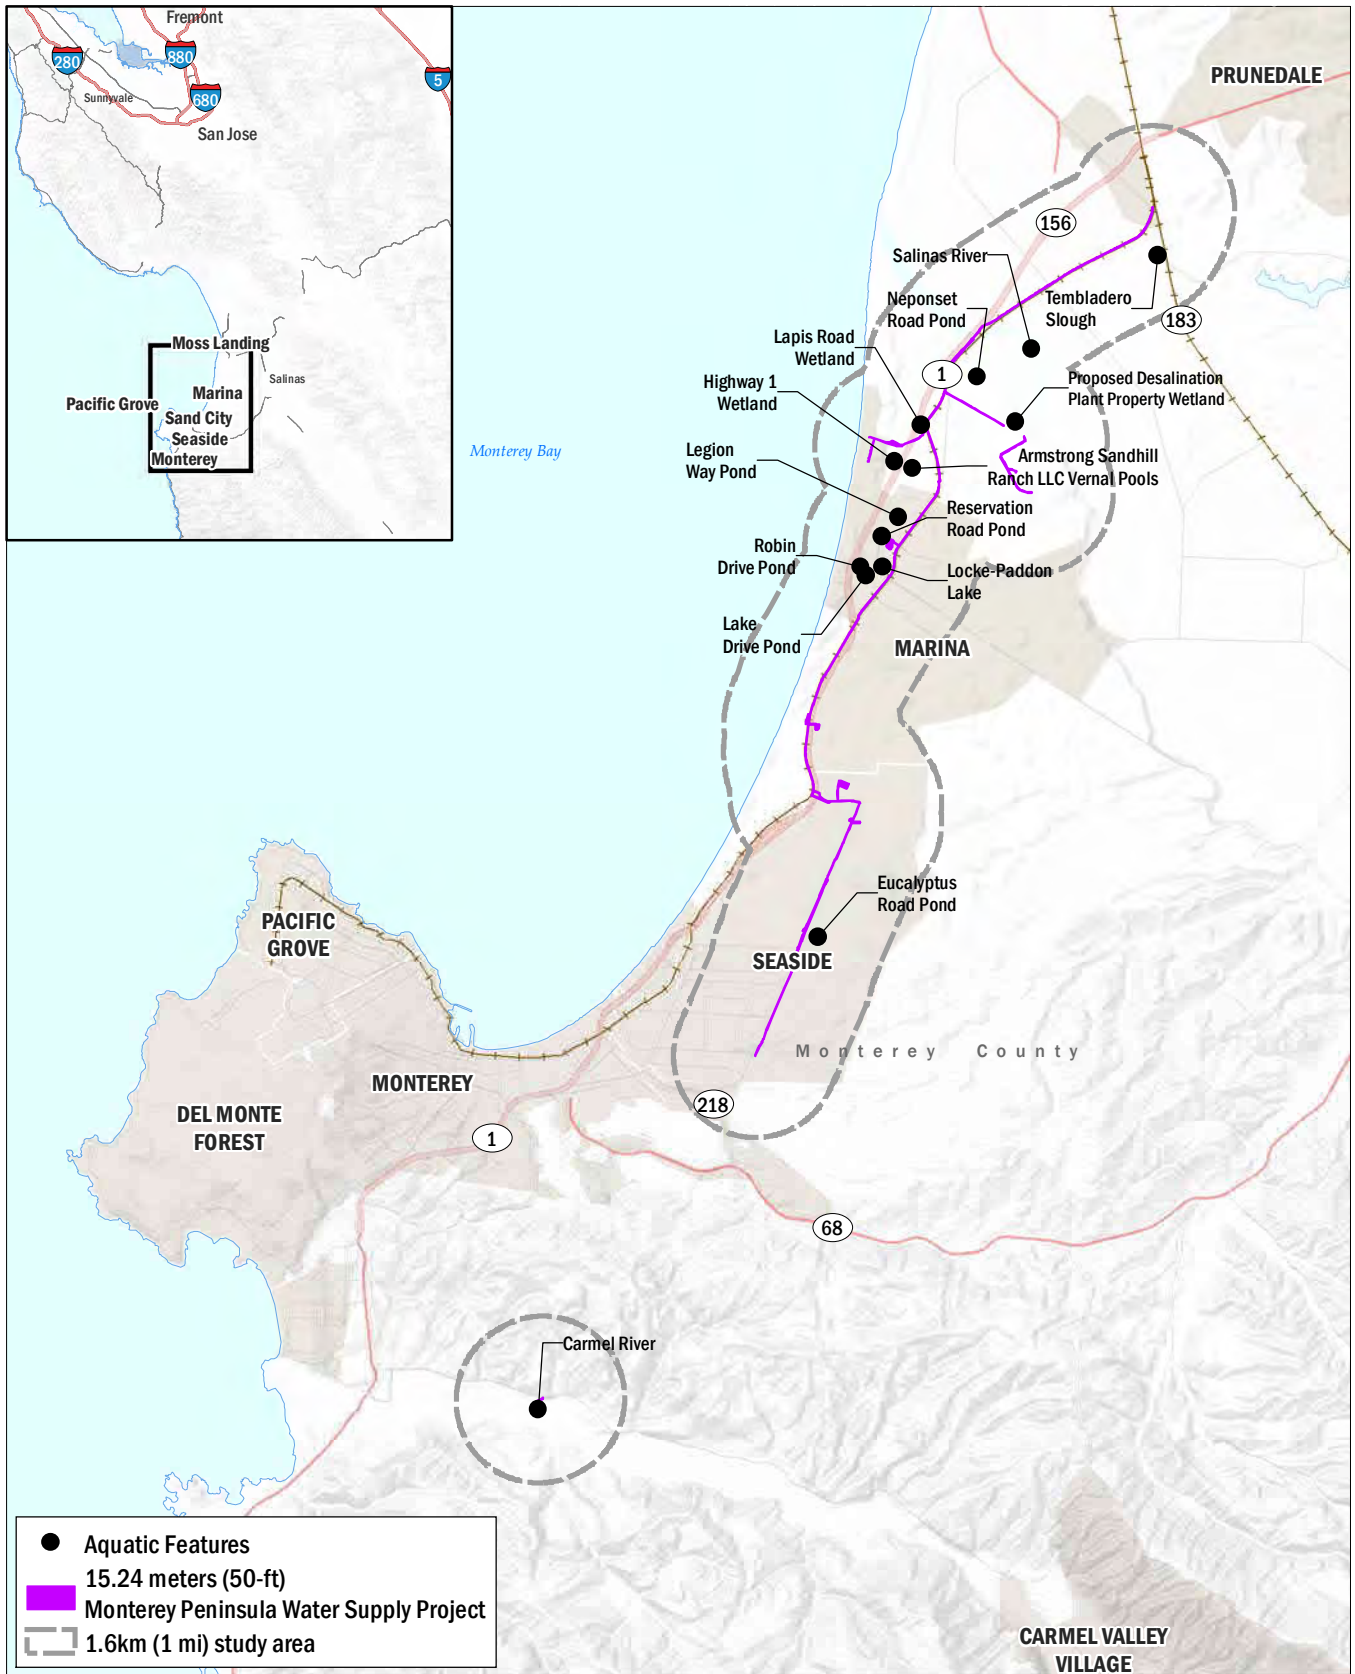 Fremont
280
880
5
Sunnyvale
680
San Jose
Moss Landing
Salinas
Marina
Pacific Grove
Sand City
Seaside
Monterey
PRUNEDALE
156
Salinas River
Neponset
Road Pond
Tembladero
Slough
183
Lapis Road
Wetland
1
Highway 1
Wetland
Proposed Desalination
Plant Property Wetland
Monterey Bay
Legion
Way Pond
Armstrong Sandhill
Ranch LLC Vernal Pools
Reservation
Road Pond
Robin
Drive Pond
Locke-Paddon
Lake
Lake
Drive Pond
MARINA
Eucalyptus
Road Pond
PACIFIC
GROVE
SEASIDE
Monterey County
MONTEREY
DEL MONTE
FOREST
218
1
68
Carmel River
Aquatic Features
15.24 meters (50-ft)
Monterey Peninsula Water Supply Project
1.6km (1 mi) study area
CARMEL VALLEY
VILLAGE